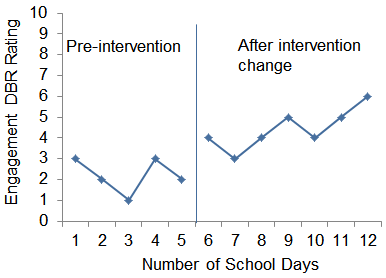 Engagement DBR Rating
10
9
8
7
6
5
4
3
2
1
0
Pre-intervention
After intervention
change
1 2 3 4 5 6 7 8 9 10 11 12
Number of School Days